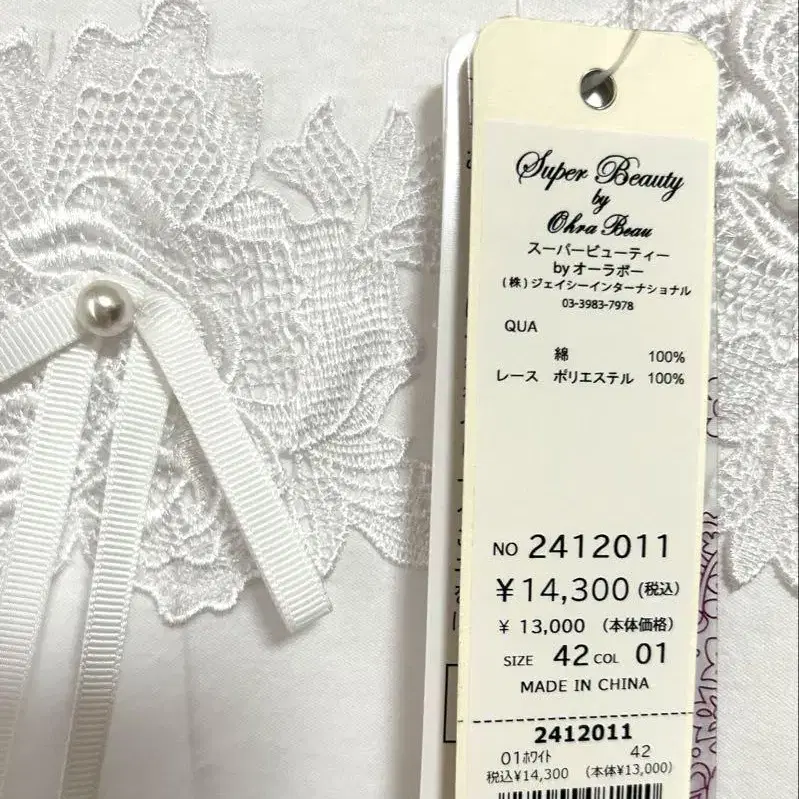 Super Beauty
by
Ohra Beau
スーパービューティー
byオーラボー
(株)ジェイシーインターナショナル
03-3983-7978
QUA
綿 100%
レース ポリエステル 100%
NO 2412011
¥14,300(税込)
¥ 13,000 (本体価格)
SIZE 42 COL 01
MADE IN CHINA
2412011
01ホワイト 42
税込¥14,300 (本体¥13,000)